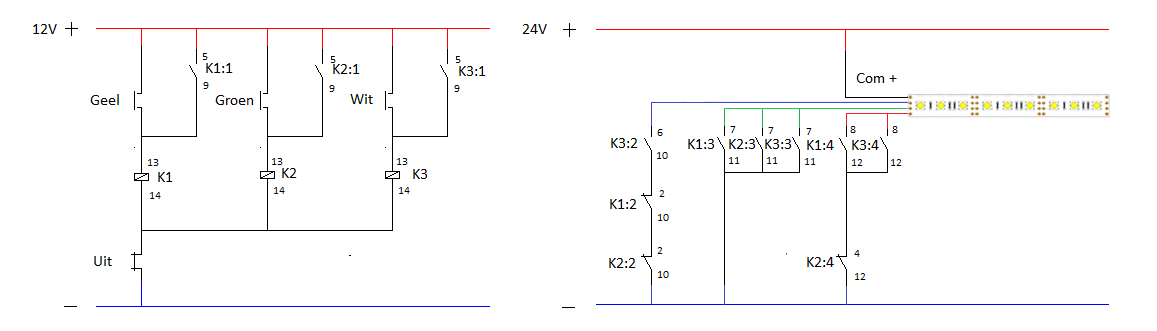 12V +
24V +
5
K1:1
9
5
K2:1
9
5
K3:1
9
Com +
Geel
Groen
Wit
6
K3:2
10
7
K1:3
11
7
K2:3
11
7
K3:3
11
8
K1:4
12
8
K3:4
12
13
K1
14
13
K2
14
13
K3
14
2
K1:2
10
Uit
2
K2:2
10
4
K2:4
12
−
−